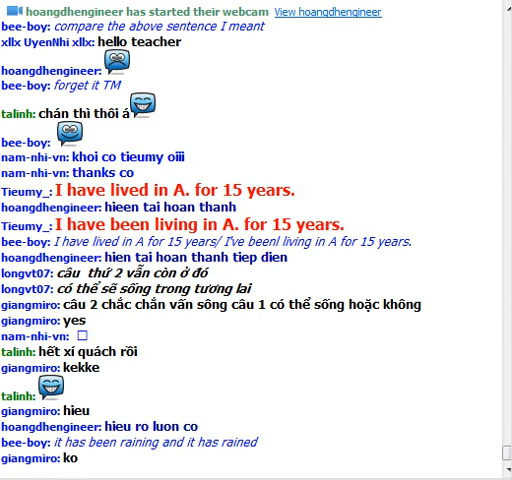 hoangdhengineer has started their webcam View hoangdhengineer
bee-boy: compare the above sentence I meant
xllx UyenNhi xllx: hello teacher
hoangdhengineer:
bee-boy: forget it TM
talinh: chán thì thôi á
bee-boy:
nam-nhi-vn: khoi co tieumy oiii
nam-nhi-vn: thanks co
Tieumy_: I have lived in A. for 15 years.
hoangdhengineer: hieen tai hoan thanh
Tieumy_: I have been living in A. for 15 years.
bee-boy: I have lived in A for 15 years/ I've beenl living in A for 15 years.
hoangdhengineer: hien tai hoan thanh tiep dien
longvt07: câu thứ 2 vẫn còn ở đó
longvt07: có thể sẽ sống trong tương lai
giangmiro: câu 2 chắc chắn vấn sông câu 1 có thể sống hoặc không
giangmiro: yes
nam-nhi-vn: □
talinh: hết xí quách rồi
giangmiro: kekke
talinh:
giangmiro: hieu
hoangdhengineer: hieu ro luon co
bee-boy: it has been raining and it has rained
giangmiro: ko